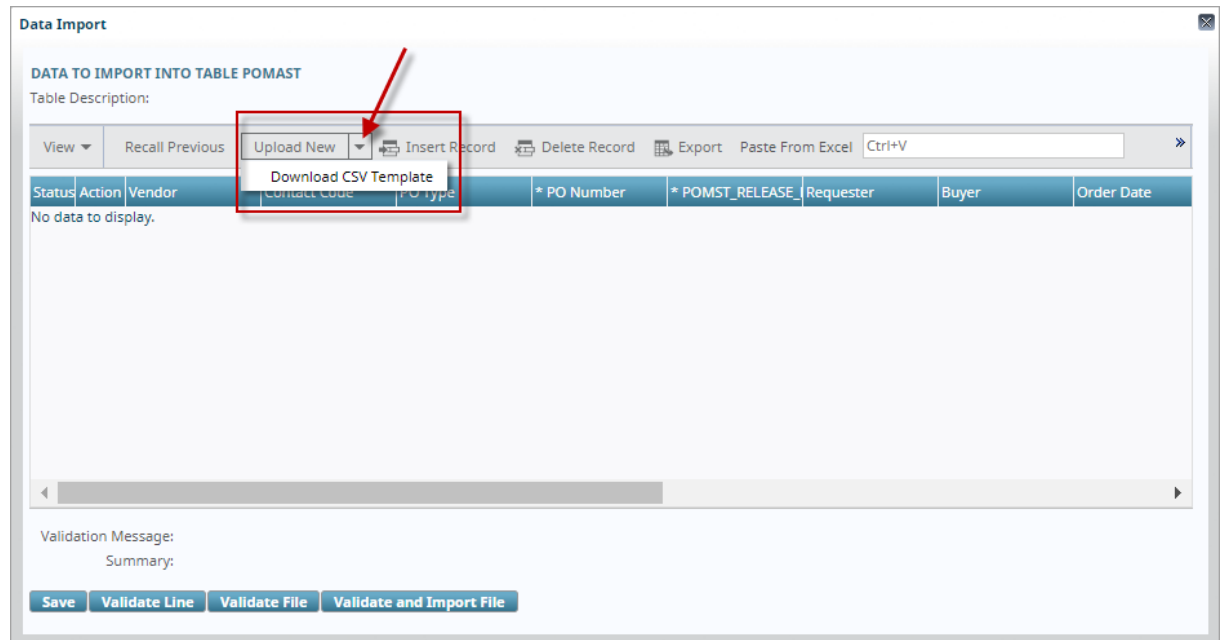 Data Import
DATA TO IMPORT INTO TABLE POMAST
Table Description:
View Recall Previous Upload New Insert Record Delete Record Export Paste From Excel Ctrl+V »
Download CSV Template
Status Action Vendor Contact Code PO Type * PO Number * POMST_RELEASE_ Requester Buyer Order Date
No data to display.
Validation Message:
Summary:
Save Validate Line Validate File Validate and Import File